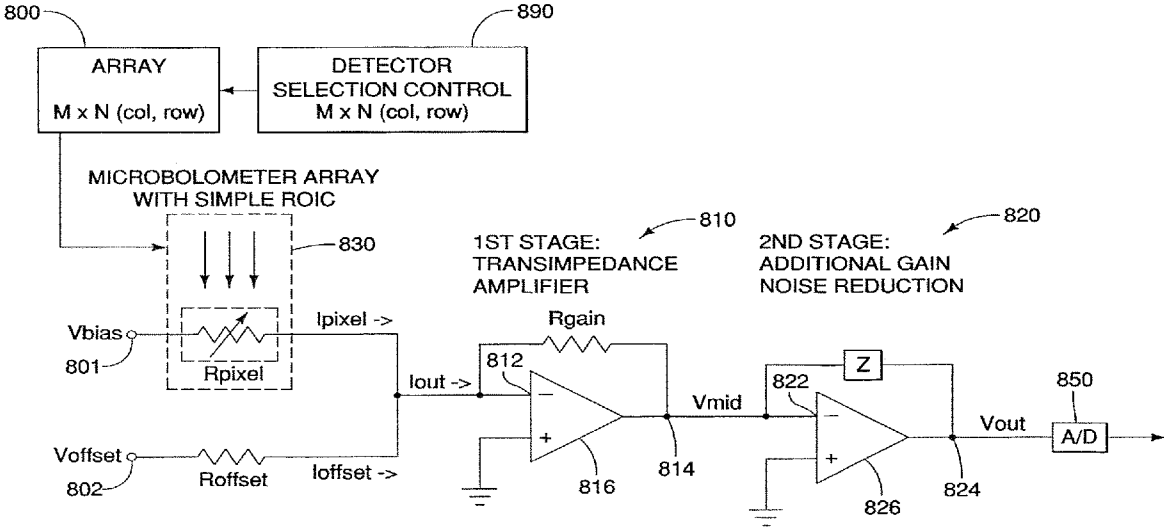 800
ARRAY
M x N (col, row)
890
DETECTOR
SELECTION CONTROL
M x N (col, row)
MICROBOLOMETER ARRAY
WITH SIMPLE ROIC
830
Vbias
801
Rpixel
Ipixel ->
Voffset
802
Roffset
Ioffset ->
Iout ->
810
1ST STAGE:
TRANSIMPEDANCE
AMPLIFIER
Rgain
812
−
+
816
814
Vmid
820
2ND STAGE:
ADDITIONAL GAIN
NOISE REDUCTION
Z
822
−
+
826
824
Vout
850
A/D